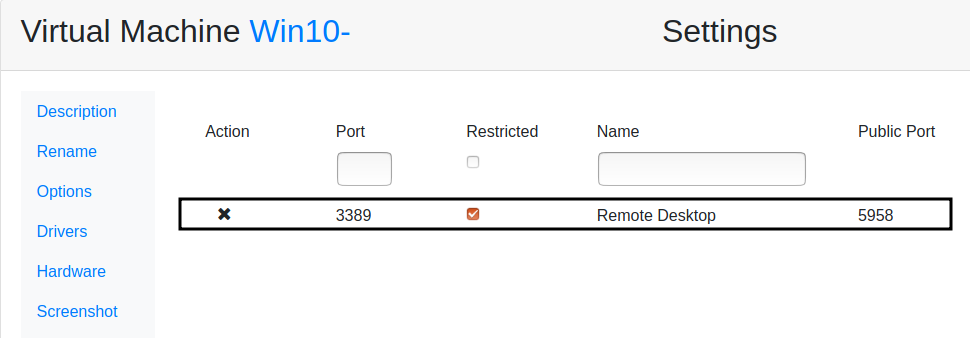 Virtual Machine Win10- Settings
Description
Rename
Options
Drivers
Hardware
Screenshot
Action Port Restricted Name Public Port
3389 Remote Desktop 5958